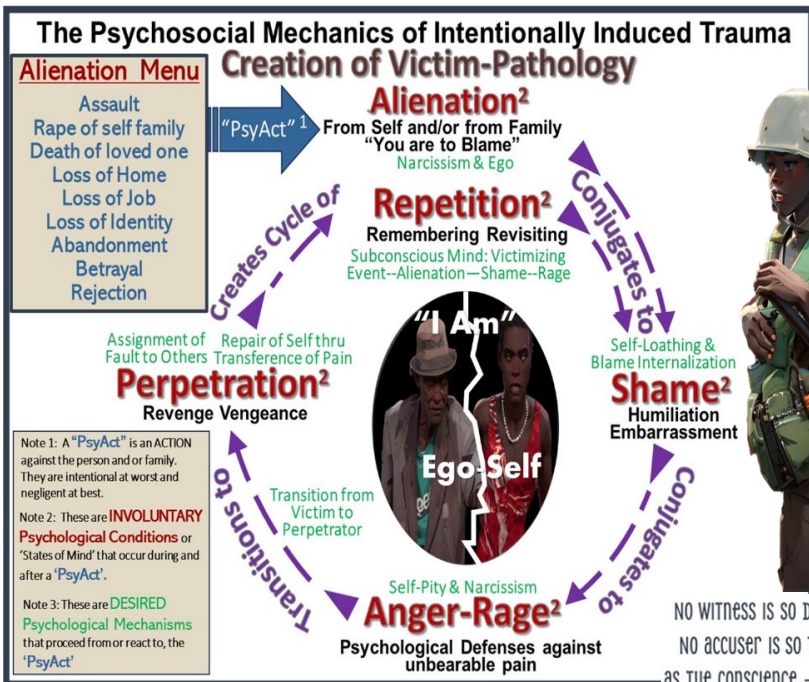 The Psychosocial Mechanics of Intentionally Induced Trauma
Creation of Victim-Pathology
Alienation Menu
Assault
Rape of self family
Death of loved one
Loss of Home
Loss of Job
Loss of Identity
Abandonment
Betrayal
Rejection
"PsyAct" 1
Alienation²
From Self and/or from Family
"You are to Blame"
Narcissism & Ego
Repetition²
Remembering Revisiting
Subconscious Mind: Victimizing
Event--Alienation—Shame--Rage
Conjugates to
Self-Loathing &
Blame Internalization
Shame²
Humiliation
Embarrassment
Conjugates to
Self-Pity & Narcissism
Anger-Rage²
Psychological Defenses against
unbearable pain
Transitions to
Transition from
Victim to
Perpetrator
Assignment of
Fault to Others
Repair of Self thru
Transference of Pain
Perpetration²
Revenge Vengeance
Creates Cycle of
"I Am"
Ego-Self
Note 1: A "PsyAct" is an ACTION
against the person and or family.
They are intentional at worst and
negligent at best.
Note 2: These are INVOLUNTARY
Psychological Conditions or
'States of Mind' that occur during and
after a 'PsyAct'.
Note 3: These are DESIRED
Psychological Mechanisms
that proceed from or react to, the
'PsyAct'
No witness is so
No accuser is so
as the conscience